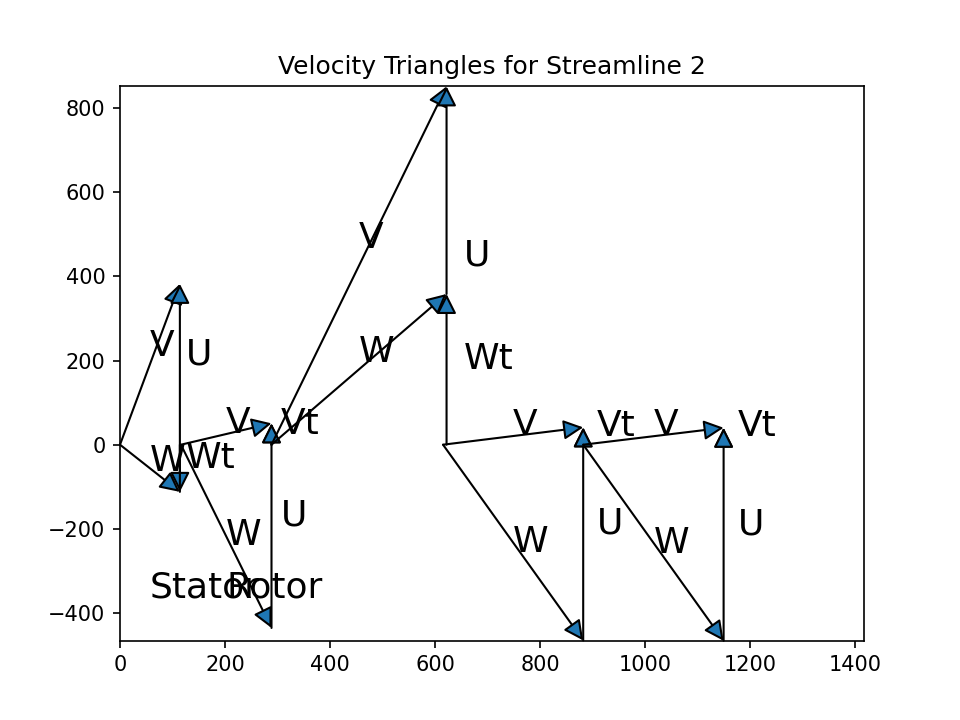 Velocity Triangles for Streamline 2
800
600
400
200
0
−200
−400
V
U
W
Wt
V
Vt
W
U
Stator
Rotor
V
U
W
Wt
V
Vt
W
U
V
Vt
W
U
0
200
400
600
800
1000
1200
1400